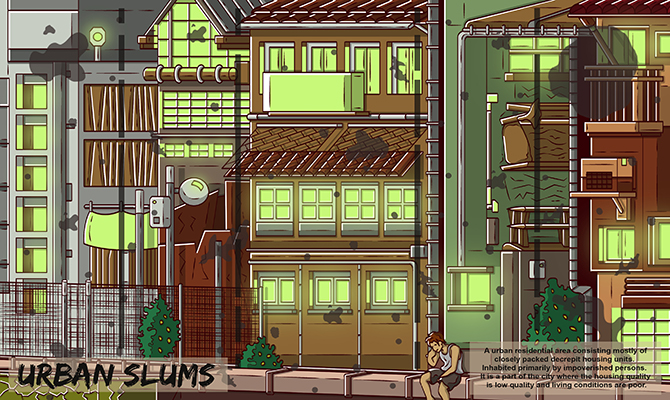 URBAN SLUMS
A urban residential area consisting mostly of
closely packed decrepit housing units.
Inhabited primarily by impoverished persons.
It is a part of the city where the housing quality
is low quality and living conditions are poor.